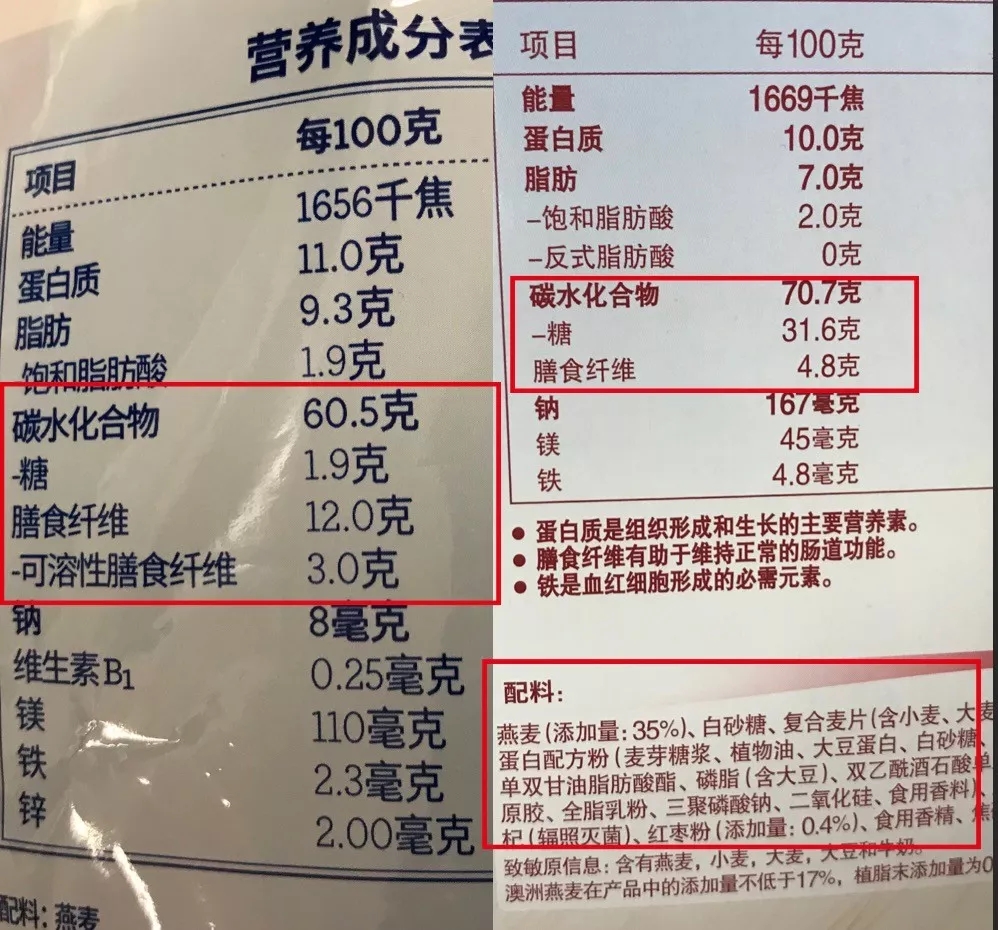 营养成分表
项目 每100克
能量 1656千焦
蛋白质 11.0克
脂肪 9.3克
饱和脂肪酸 1.9克
碳水化合物 60.5克
-糖 1.9克
膳食纤维 12.0克
-可溶性膳食纤维 3.0克
钠 8毫克
维生素B₁ 0.25毫克
镁 110毫克
铁 2.3毫克
锌 2.00毫克
配料：燕麦
项目 每100克
能量 1669千焦
蛋白质 10.0克
脂肪 7.0克
–饱和脂肪酸 2.0克
–反式脂肪酸 0克
碳水化合物 70.7克
–糖 31.6克
膳食纤维 4.8克
钠 167毫克
镁 45毫克
铁 4.8毫克
● 蛋白质是组织形成和生长的主要营养素。
● 膳食纤维有助于维持正常的肠道功能。
● 铁是血红细胞形成的必需元素。
配料：
燕麦(添加量：35%)、白砂糖、复合麦片(含小麦、大麦
蛋白配方粉(麦芽糖浆、植物油、大豆蛋白、白砂糖、
单双甘油脂肪酸酯、磷脂(含大豆)、双乙酰酒石酸单
原胶、全脂乳粉、三聚磷酸钠、二氧化硅、食用香料)、
杞(辐照灭菌)、红枣粉(添加量：0.4%)、食用香精、焦
致敏原信息：含有燕麦，小麦，大麦，大豆和牛奶。
澳洲燕麦在产品中的添加量不低于17%，植脂末添加量为0